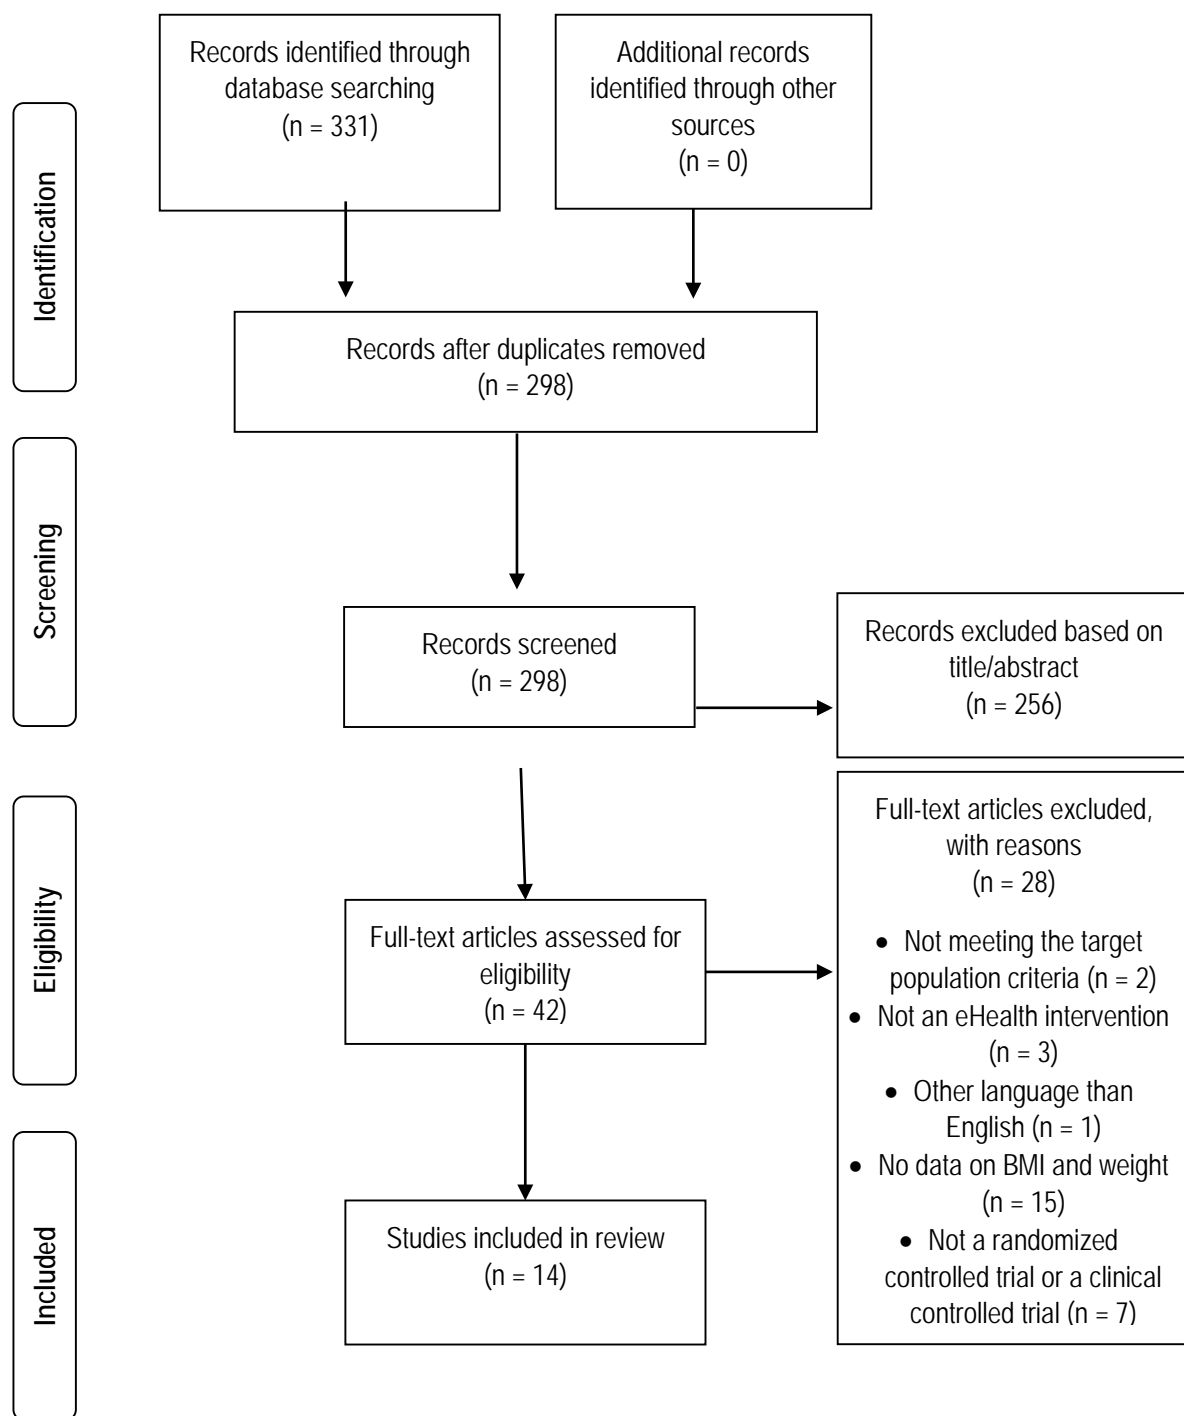 Records identified through
database searching
(n = 331)
Additional records
identified through other
sources
(n = 0)
Identification
Records after duplicates removed
(n = 298)
Screening
Records screened
(n = 298)
Records excluded based on
title/abstract
(n = 256)
Eligibility
Full-text articles assessed for
eligibility
(n = 42)
Full-text articles excluded,
with reasons
(n = 28)
• Not meeting the target
population criteria (n = 2)
• Not an eHealth intervention
(n = 3)
• Other language than
English (n = 1)
• No data on BMI and weight
(n = 15)
• Not a randomized
controlled trial or a clinical
controlled trial (n = 7)
Included
Studies included in review
(n = 14)